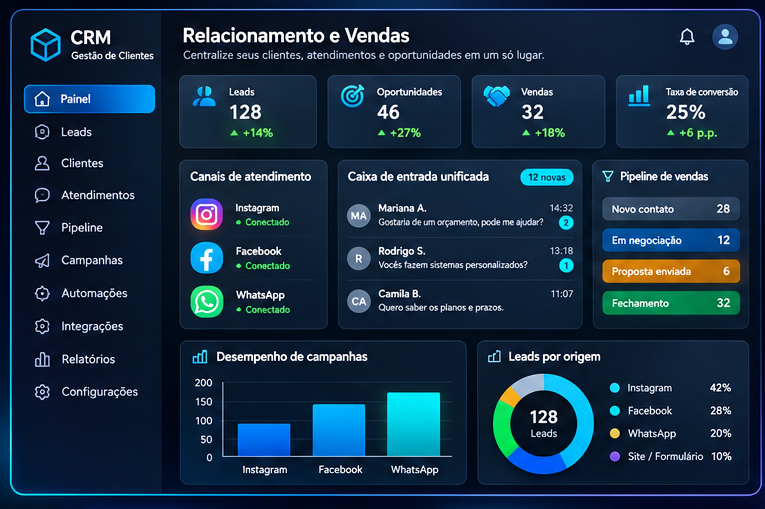 CRM
Gestão de Clientes
Painel
Leads
Clientes
Atendimentos
Pipeline
Campanhas
Automações
Integrações
Relatórios
Configurações
Relacionamento e Vendas
Centralize seus clientes, atendimentos e oportunidades em um só lugar.
Leads
128
+14%
Oportunidades
46
+27%
Vendas
32
+18%
Taxa de conversão
25%
+6 p.p.
Canais de atendimento
Instagram
Conectado
Facebook
Conectado
WhatsApp
Conectado
Caixa de entrada unificada 12 novas
MA Mariana A. 14:32
Gostaria de um orçamento, pode me ajudar? 2
R Rodrigo S. 13:18
Vocês fazem sistemas personalizados? 1
CA Camila B. 11:07
Quero saber os planos e prazos.
Pipeline de vendas
Novo contato 28
Em negociação 12
Proposta enviada 6
Fechamento 32
Desempenho de campanhas
200
150
100
50
0
Instagram Facebook WhatsApp
Leads por origem
128
Leads
Instagram 42%
Facebook 28%
WhatsApp 20%
Site / Formulário 10%